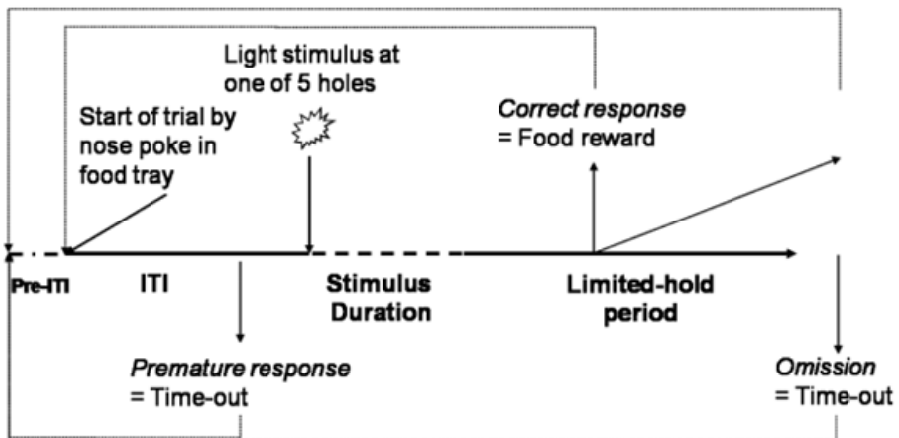 Light stimulus at
one of 5 holes
Start of trial by
nose poke in
food tray
Correct response
= Food reward
Pre-ITI
ITI
Stimulus
Duration
Limited-hold
period
Premature response
= Time-out
Omission
= Time-out